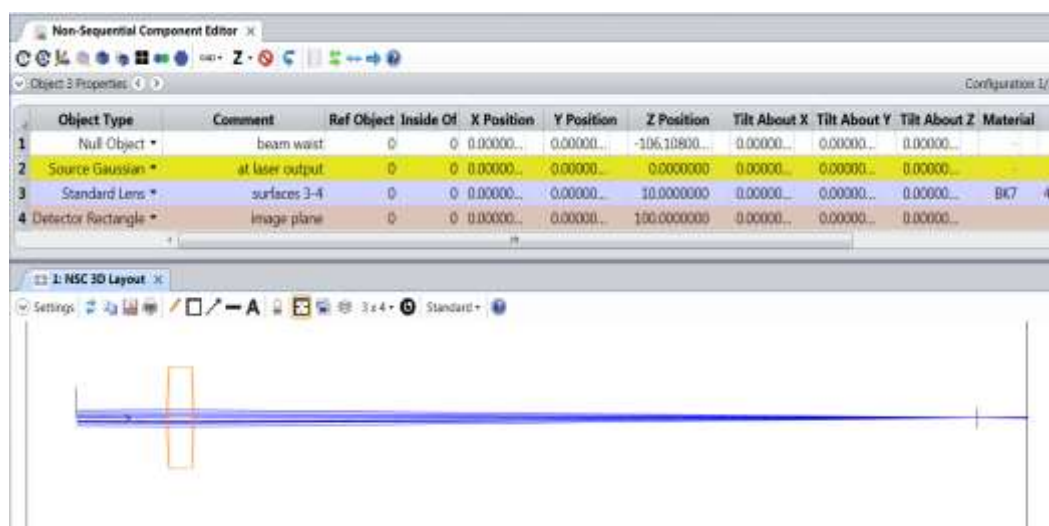 Non-Sequential Component Editor ×
Z
Object 3 Properties Configuration 1/
Object Type Comment Ref Object Inside Of X Position Y Position Z Position Tilt About X Tilt About Y Tilt About Z Material
1 Null Object beam waist 0 0 0.00000... 0.00000... -106.10800... 0.00000... 0.00000... 0.00000... -
2 Source Gaussian at laser output 0 0 0.00000... 0.00000... 0.0000000 0.00000... 0.00000... 0.00000... -
3 Standard Lens surfaces 3-4 0 0 0.00000... 0.00000... 10.0000000 0.00000... 0.00000... 0.00000... BK7 4
4 Detector Rectangle image plane 0 0 0.00000... 0.00000... 100.0000000 0.00000... 0.00000... 0.00000...
1: NSC 3D Layout ×
Settings A 3 x 4 Standard